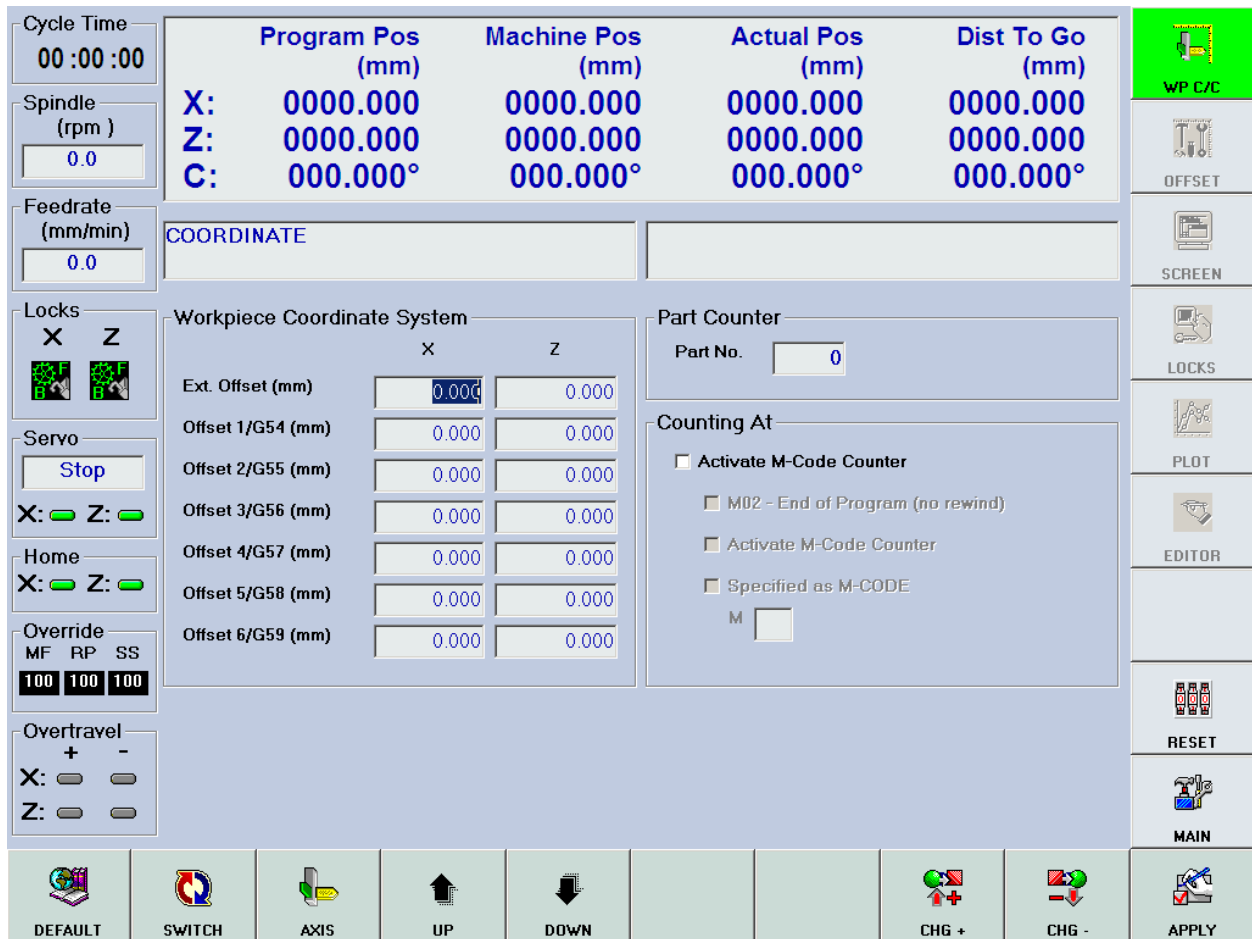 Cycle Time
00 :00 :00
Spindle
(rpm )
0.0
Feedrate
(mm/min)
0.0
Locks
X Z
F B F B
Servo
Stop
X: Z:
Home
X: Z:
Override
MF RP SS
100 100 100
Overtravel
+ -
X:
Z:
Program Pos Machine Pos Actual Pos Dist To Go
(mm) (mm) (mm) (mm)
X: 0000.000 0000.000 0000.000 0000.000
Z: 0000.000 0000.000 0000.000 0000.000
C: 000.000° 000.000° 000.000° 000.000°
COORDINATE
Workpiece Coordinate System
X Z
Ext. Offset (mm) 0.000 0.000
Offset 1/G54 (mm) 0.000 0.000
Offset 2/G55 (mm) 0.000 0.000
Offset 3/G56 (mm) 0.000 0.000
Offset 4/G57 (mm) 0.000 0.000
Offset 5/G58 (mm) 0.000 0.000
Offset 6/G59 (mm) 0.000 0.000
Part Counter
Part No. 0
Counting At
Activate M-Code Counter
M02 - End of Program (no rewind)
Activate M-Code Counter
Specified as M-CODE
M
WP C/C
OFFSET
SCREEN
LOCKS
PLOT
EDITOR
RESET
MAIN
DEFAULT SWITCH AXIS UP DOWN CHG + CHG - APPLY